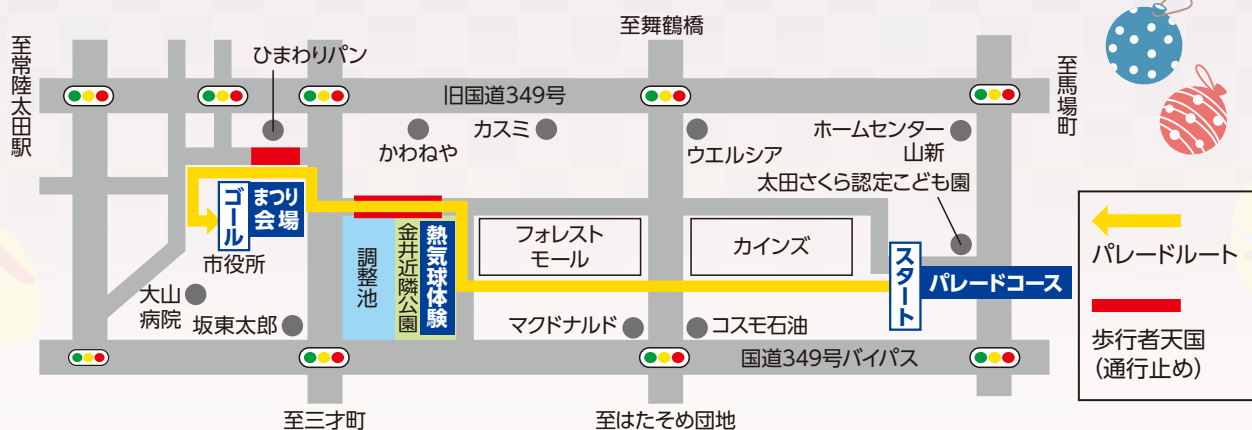 至舞鶴橋
至常陸太田駅
ひまわりパン
至馬場町
旧国道349号
かわねや
カスミ
ウエルシア
ホームセンター
山新
太田さくら認定こども園
ゴール
まつり
会場
市役所
調整池
金井近隣公園
熱気球体験
フォレスト
モール
カインズ
スタート
パレードコース
大山
病院
坂東太郎
マクドナルド
コスモ石油
国道349号バイパス
至三才町
至はたそめ団地
パレードルート
歩行者天国
(通行止め)